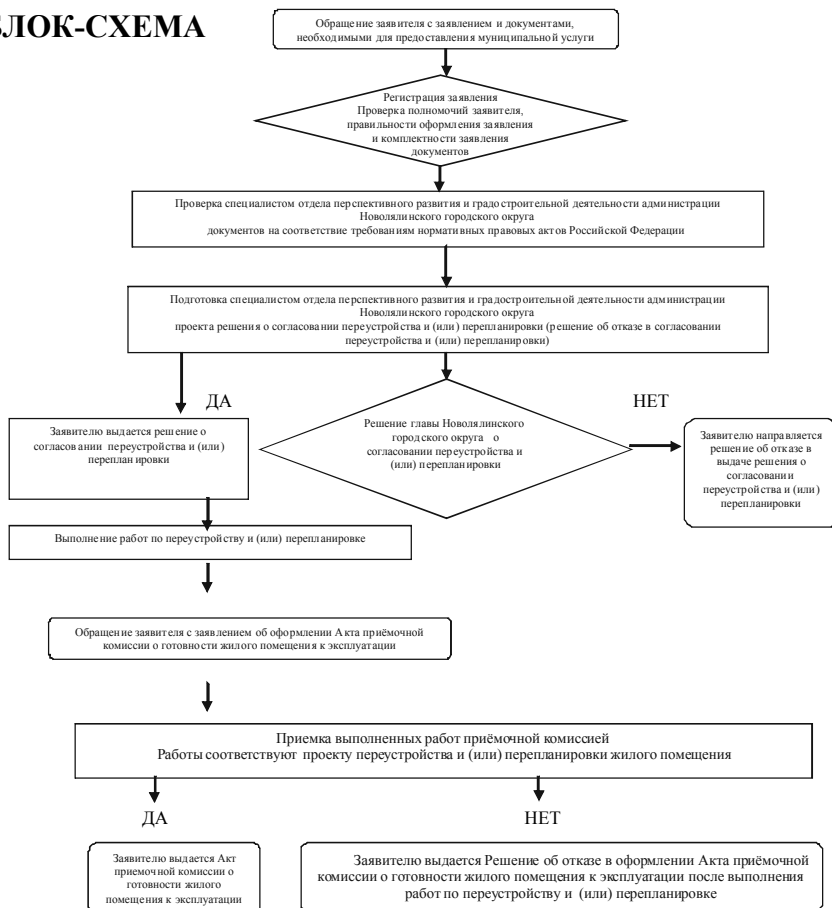 БЛОК-СХЕМА
Обращение заявителя с заявлением и документами,
необходимыми для предоставления муниципальной услуги
Регистрация заявления
Проверка полномочий заявителя,
правильности оформления заявления
и комплектности заявления
документов
Проверка специалистом отдела перспективного развития и градостроительной деятельности администрации
Новолялинского городского округа
документов на соответствие требованиям нормативных правовых актов Российской Федерации
Подготовка специалистом отдела перспективного развития и градостроительной деятельности администрации
Новолялинского городского округа
проекта решения о согласовании переустройства и (или) перепланировки (решение об отказе в согласовании
переустройства и (или) перепланировки)
ДА
НЕТ
Заявителю выдается решение о
согласовании переустройства и (или)
перепланировки
Решение главы Новолялинского
городского округа о
согласовании переустройства и
(или) перепланировки
Заявителю направляется
решение об отказе в
выдаче решения о
согласовании
переустройства и (или)
перепланировки
Выполнение работ по переустройству и (или) перепланировке
Обращение заявителя с заявлением об оформлении Акта приёмочной
комиссии о готовности жилого помещения к эксплуатации
Приемка выполненных работ приёмочной комиссией
Работы соответствуют проекту переустройства и (или) перепланировки жилого помещения
ДА
НЕТ
Заявителю выдается Акт
приемочной комиссии о
готовности жилого
помещения к эксплуатации
Заявителю выдается Решение об отказе в оформлении Акта приёмочной
комиссии о готовности жилого помещения к эксплуатации после выполнения
работ по переустройству и (или) перепланировке